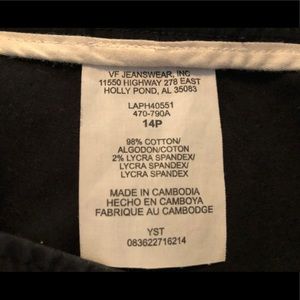 VF JEANSWEAR, INC
11550 HIGHWAY 278 EAST
HOLLY POND, AL 35083
LAPH40551
470-790A
14P
98% COTTON/
ALGODON/COTON
2% LYCRA SPANDEX/
LYCRA SPANDEX/
LYCRA SPANDEX
MADE IN CAMBODIA
HECHO EN CAMBOYA
FABRIQUE AU CAMBODGE
YST
083622716214